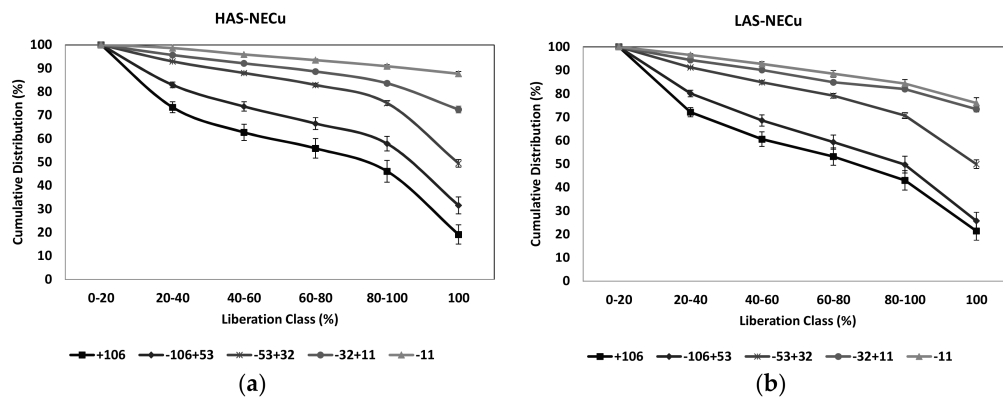 HAS-NECu
Cumulative Distribution (%)
100
90
80
70
60
50
40
30
20
10
0
0-20 20-40 40-60 60-80 80-100 100
Liberation Class (%)
+106 -106+53 -53+32 -32+11 -11
(a)
LAS-NECu
Cumulative Distribution (%)
100
90
80
70
60
50
40
30
20
10
0
0-20 20-40 40-60 60-80 80-100 100
Liberation Class (%)
+106 -106+53 -53+32 -32+11 -11
(b)